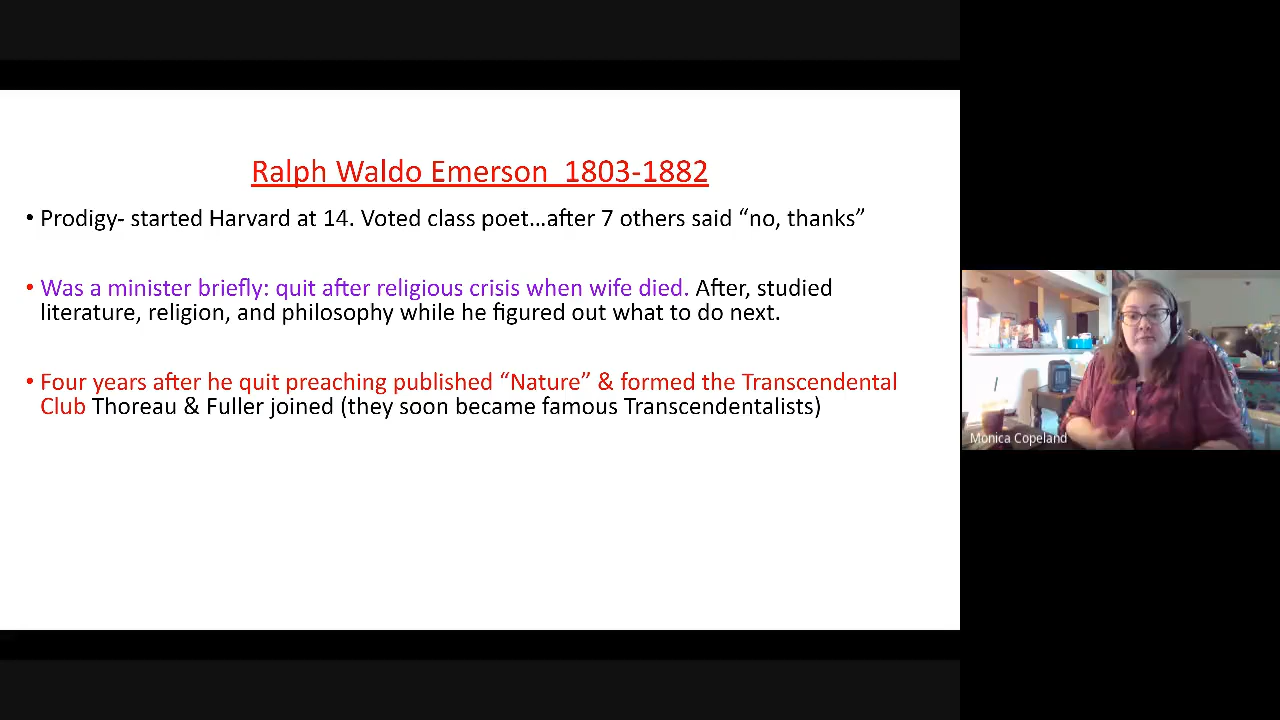 Ralph Waldo Emerson  1803-1882
• Prodigy- started Harvard at 14. Voted class poet…after 7 others said “no, thanks”
• Was a minister briefly: quit after religious crisis when wife died. After, studied
literature, religion, and philosophy while he figured out what to do next.
• Four years after he quit preaching published “Nature” & formed the Transcendental
Club Thoreau & Fuller joined (they soon became famous Transcendentalists)
Monica Copeland